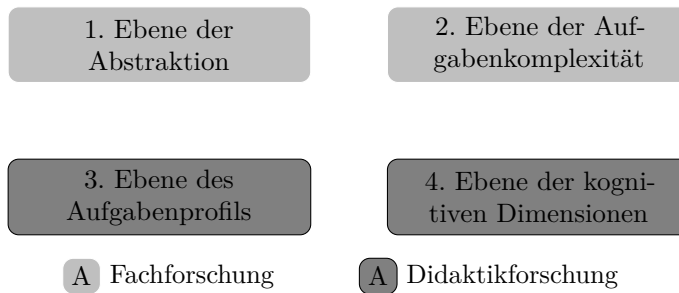 1. Ebene der
Abstraktion
2. Ebene der Auf-
gabenkomplexität
3. Ebene des
Aufgabenprofils
4. Ebene der kogni-
tiven Dimensionen
A Fachforschung
A Didaktikforschung